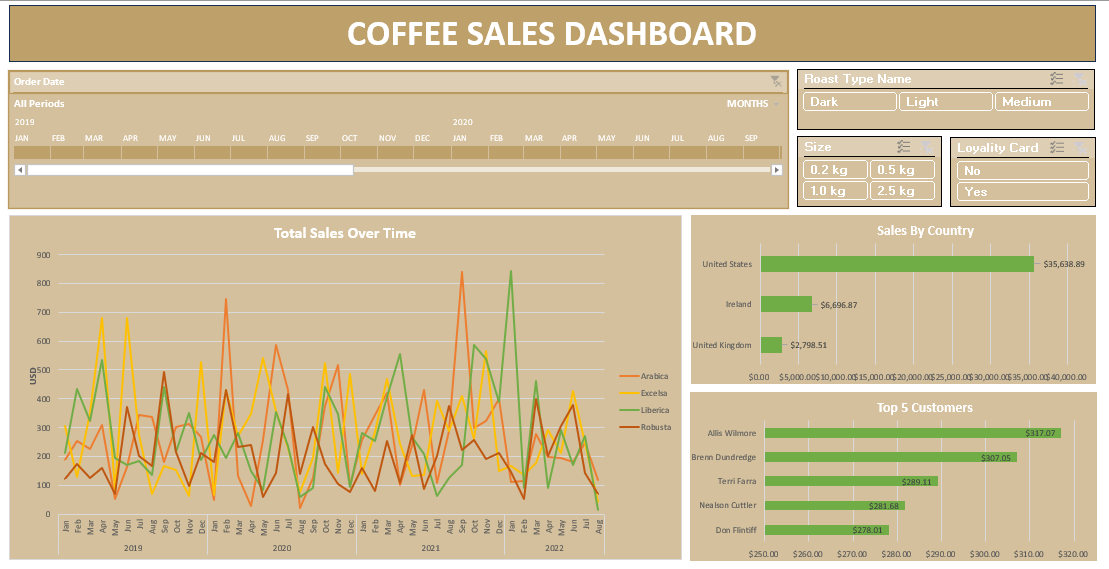 COFFEE SALES DASHBOARD
Order Date
All Periods
MONTHS
2019 2020
JAN FEB MAR APR MAY JUN JUL AUG SEP OCT NOV DEC JAN FEB MAR APR MAY JUN JUL AUG SEP
Roast Type Name
Dark Light Medium
Size
0.2 kg 0.5 kg
1.0 kg 2.5 kg
Loyality Card
No
Yes
Total Sales Over Time
900
800
700
600
500
400
300
200
100
0
USD
Arabica
Excelsa
Liberica
Robusta
Jan Feb Mar Apr May Jun Jul Aug Sep Oct Nov Dec Jan Feb Mar Apr May Jun Jul Aug Sep Oct Nov Dec Jan Feb Mar Apr May Jun Jul Aug Sep Oct Nov Dec Jan Feb Mar Apr May Jun Jul Aug
2019 2020 2021 2022
Sales By Country
United States $35,638.89
Ireland $6,696.87
United Kingdom $2,798.51
$0.00 $5,000.00 $10,000.00 $15,000.00 $20,000.00 $25,000.00 $30,000.00 $35,000.00 $40,000.00
Top 5 Customers
Allis Wilmore $317.07
Brenn Dundredge $307.05
Terri Farra $289.11
Nealson Cuttler $281.68
Don Flintiff $278.01
$250.00 $260.00 $270.00 $280.00 $290.00 $300.00 $310.00 $320.00